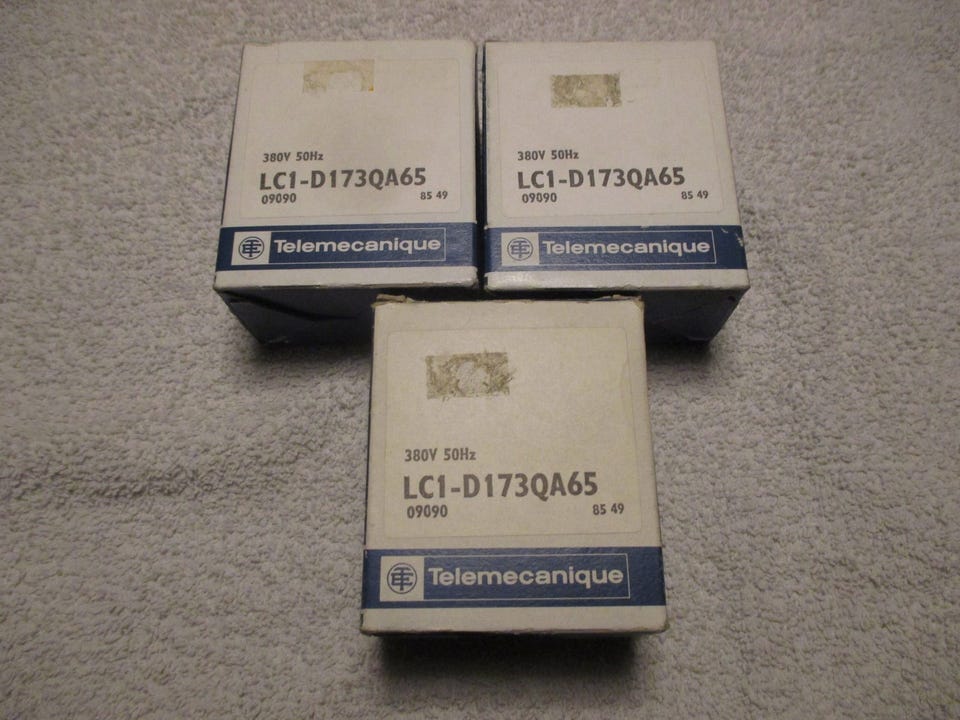 380V 50Hz
LC1-D173QA65
09090 85 49
Telemecanique
380V 50Hz
LC1-D173QA65
09090 85 49
Telemecanique
380V 50Hz
LC1-D173QA65
09090 85 49
Telemecanique